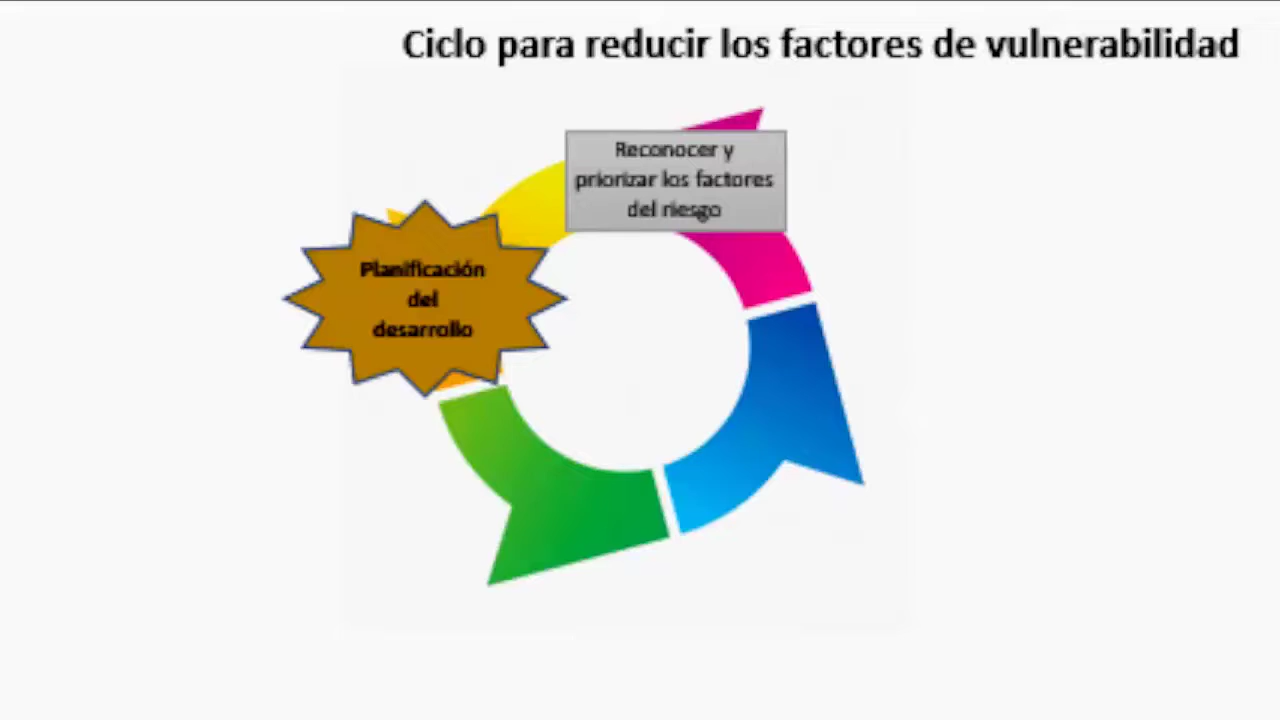 Ciclo para reducir los factores de vulnerabilidad
Reconocer y
priorizar los factores
del riesgo
Planificación
del
desarrollo